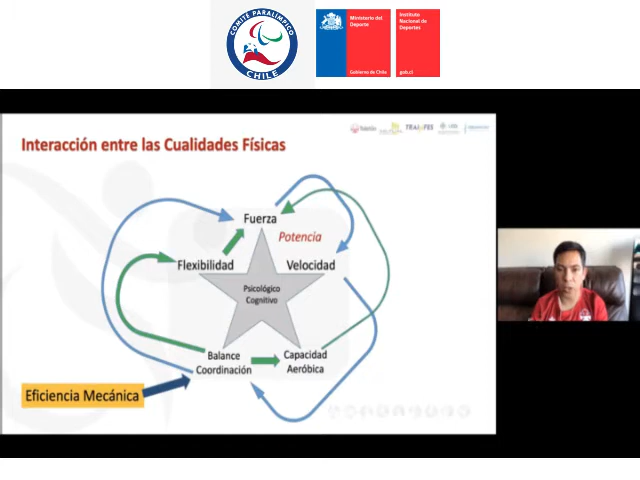 COMITÉ PARALÍMPICO
CHILE
Ministerio del
Deporte
Gobierno de Chile
Instituto
Nacional de
Deportes
gob.cl
Interacción entre las Cualidades Físicas
Fuerza
Potencia
Flexibilidad
Velocidad
Psicológico
Cognitivo
Balance
Coordinación
Capacidad
Aeróbica
Eficiencia Mecánica